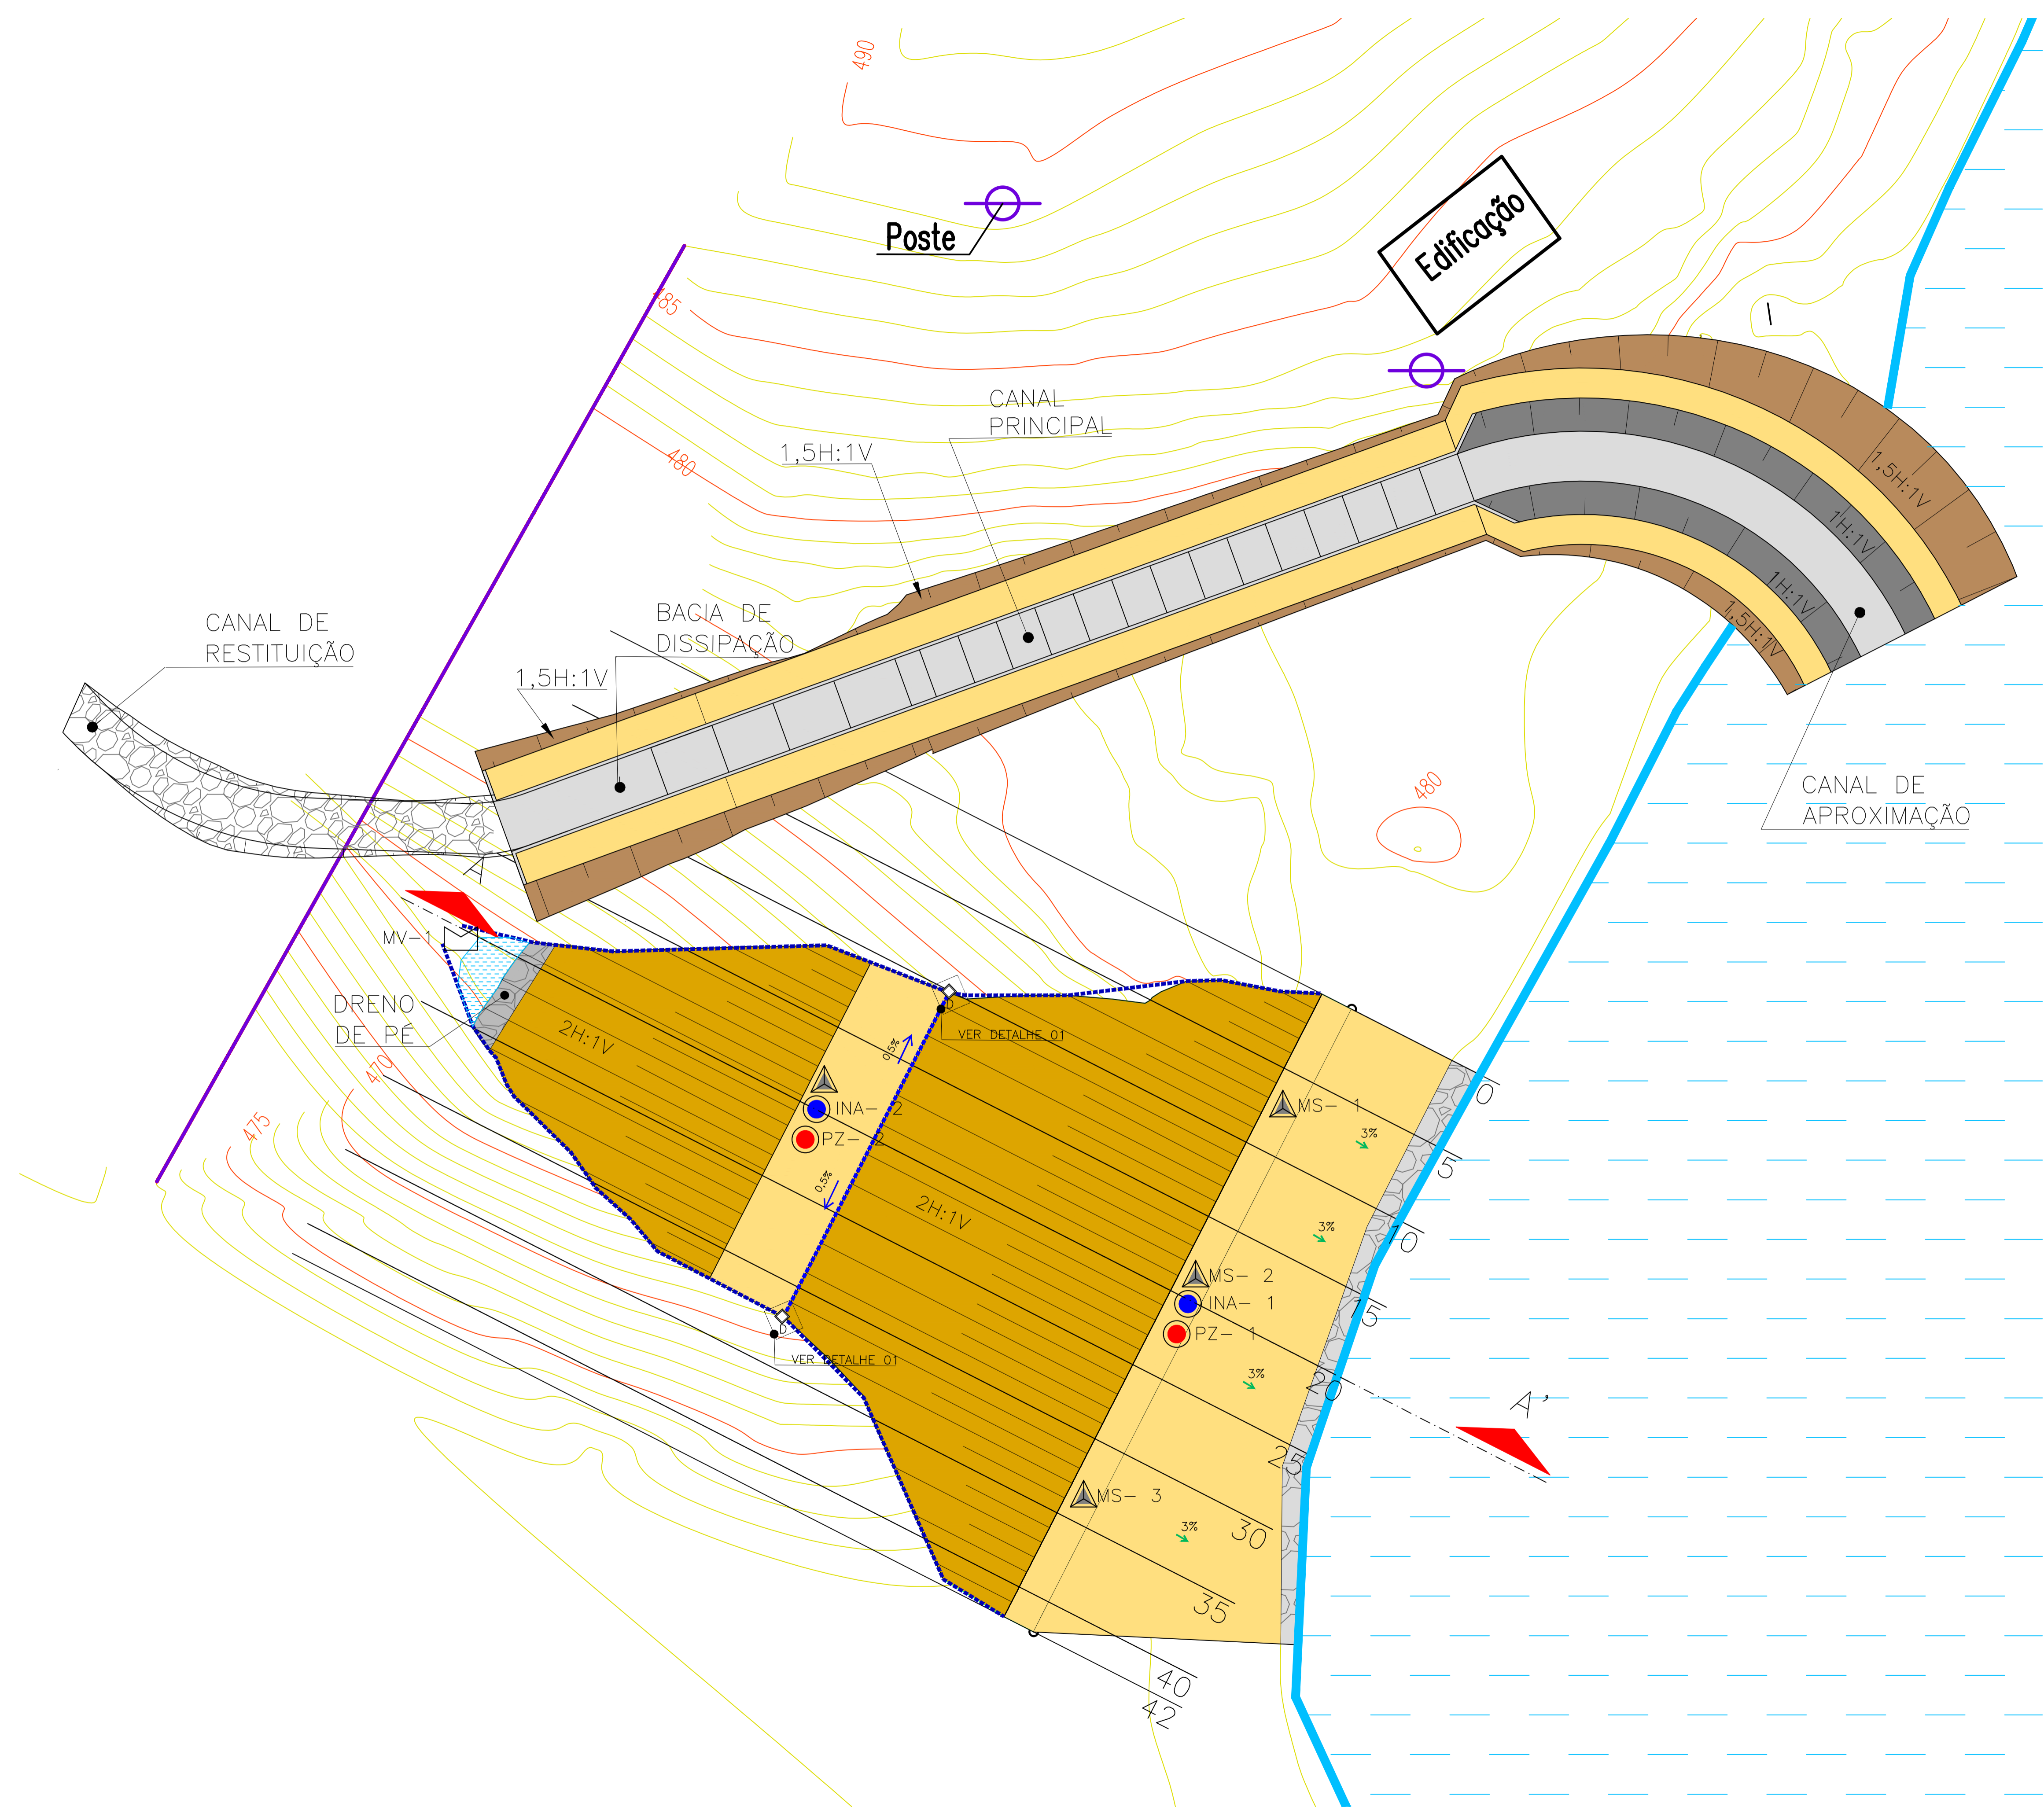 490
Poste
Edificação
485
CANAL
PRINCIPAL
1,5H:1V
480
1,5H:1V
1H:1V
1H:1V
1,5H:1V
CANAL DE
RESTITUIÇÃO
BACIA DE
DISSIPAÇÃO
1,5H:1V
480
CANAL DE
APROXIMAÇÃO
A
MV-1
DRENO
DE PÉ
2H:1V
VER DETALHE 01
D
0,5%
470
475
INA- 2
PZ- 2
0,5%
2H:1V
MS- 1
3%
0
5
3%
10
MS- 2
INA- 1
PZ- 1
15
D
VER DETALHE 01
3%
20
A'
25
MS- 3
3%
30
35
40
42